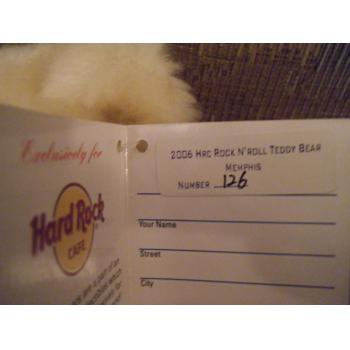 Exclusively for
Hard Rock
CAFE
2006 HRC ROCK N' ROLL TEDDY BEAR
MEMPHIS
NUMBER 126
Your Name
Street
City